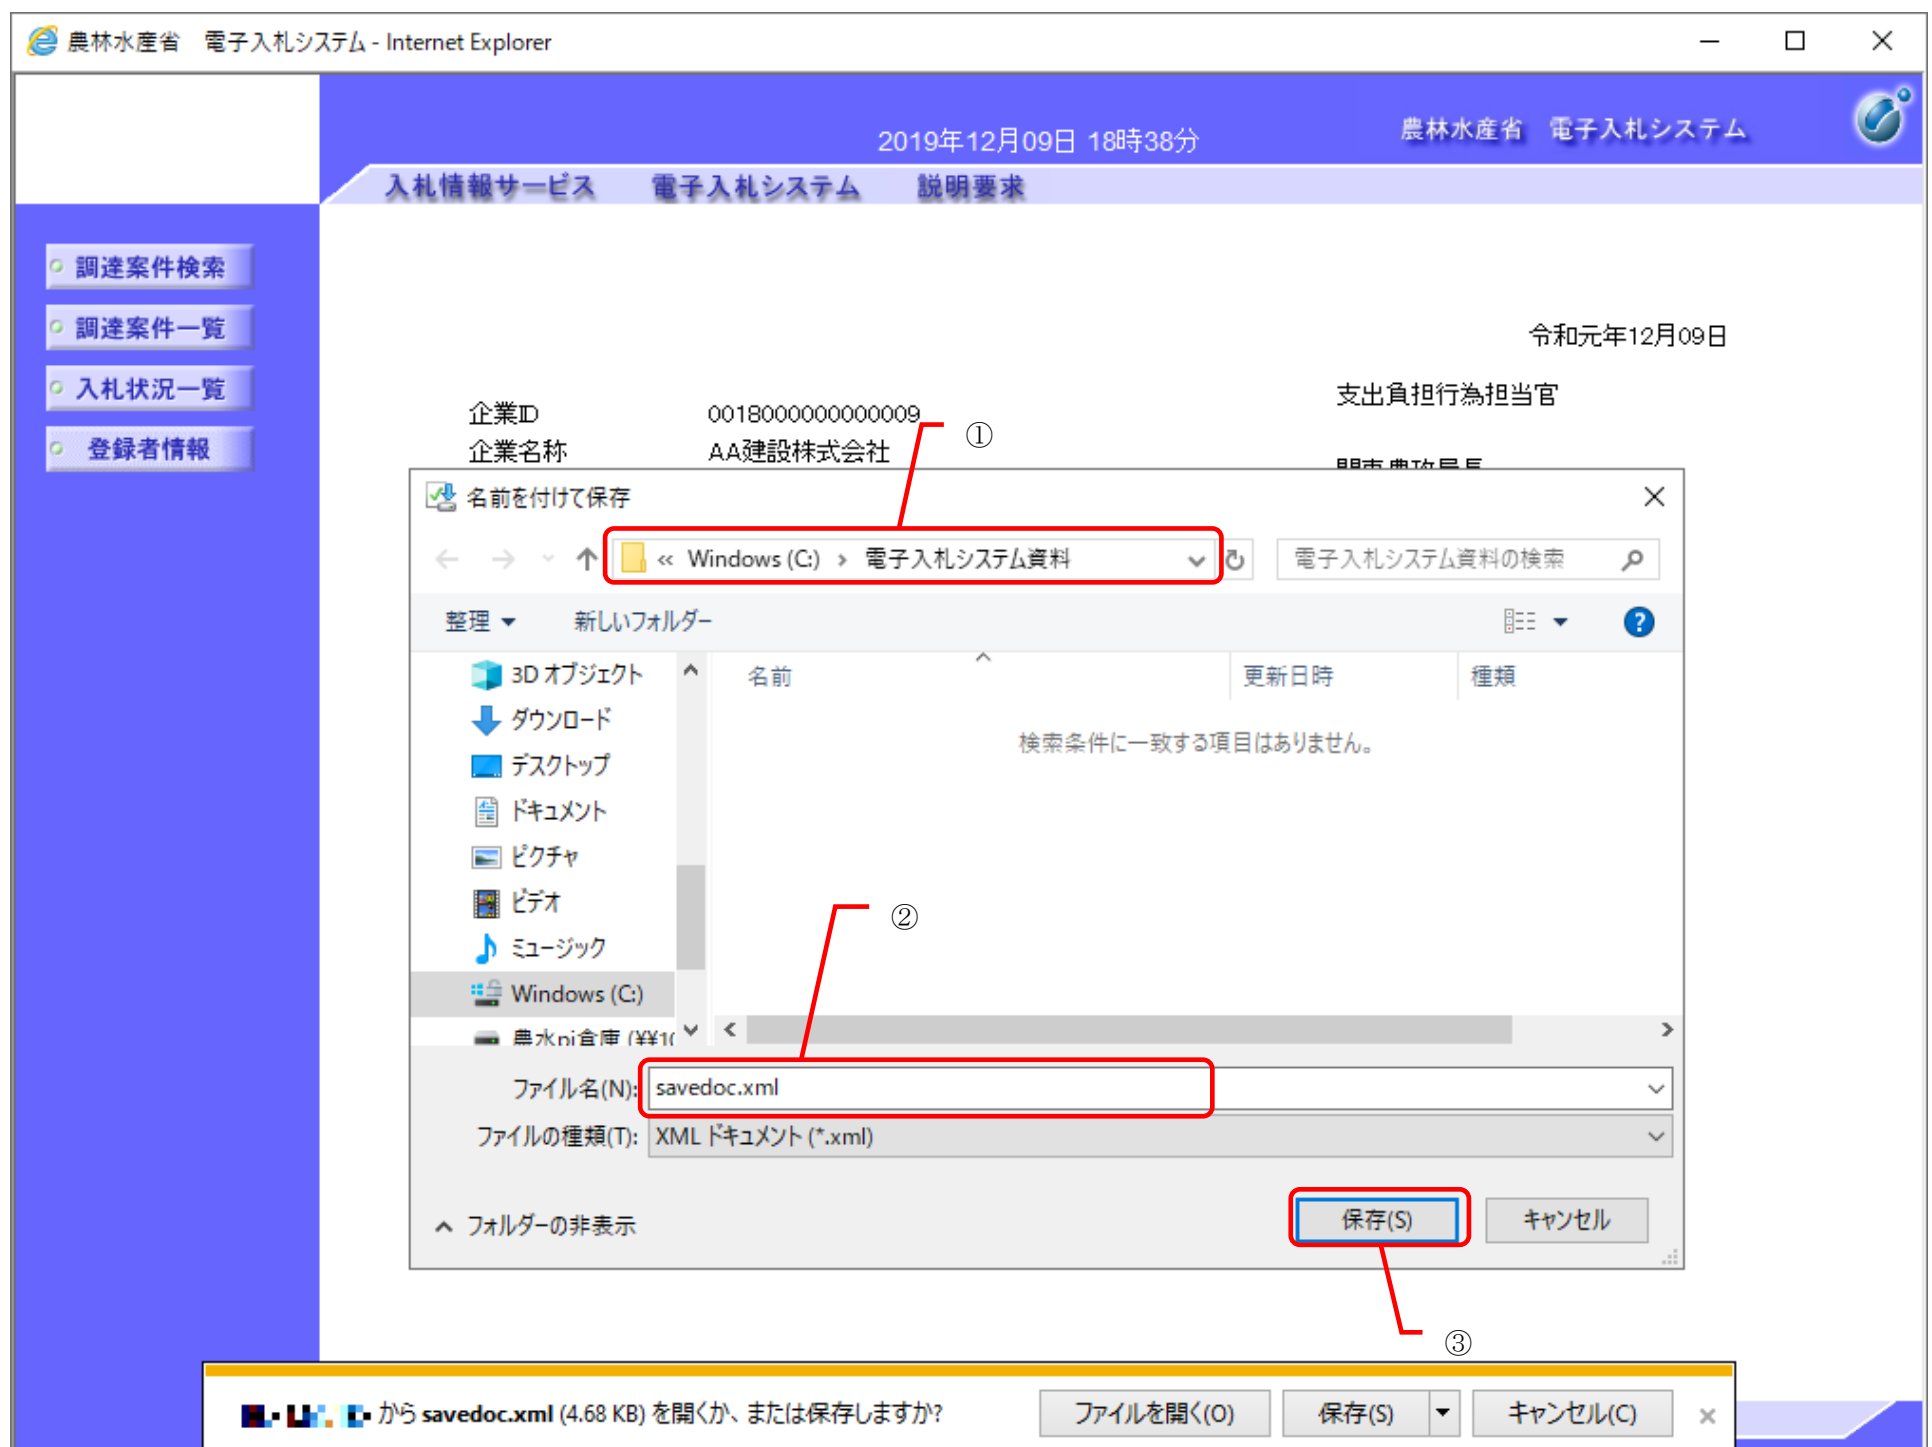 農林水産省　電子入札システム - Internet Explorer
2019年12月09日 18時38分
農林水産省　電子入札システム
入札情報サービス　電子入札システム　説明要求
調達案件検索
調達案件一覧
入札状況一覧
登録者情報
令和元年12月09日
支出負担行為担当官
企業ID　0018000000000009
企業名称　AA建設株式会社
関東農政局長
①
名前を付けて保存
« Windows (C:) › 電子入札システム資料
電子入札システム資料の検索
整理
新しいフォルダー
3D オブジェクト
ダウンロード
デスクトップ
ドキュメント
ピクチャ
ビデオ
ミュージック
Windows (C:)
農水pj倉庫 (¥¥1
名前　更新日時　種類
検索条件に一致する項目はありません。
②
ファイル名(N): savedoc.xml
ファイルの種類(T): XML ドキュメント (*.xml)
フォルダーの非表示
保存(S)
キャンセル
③
から savedoc.xml (4.68 KB) を開くか、または保存しますか?
ファイルを開く(O)
保存(S)
キャンセル(C)